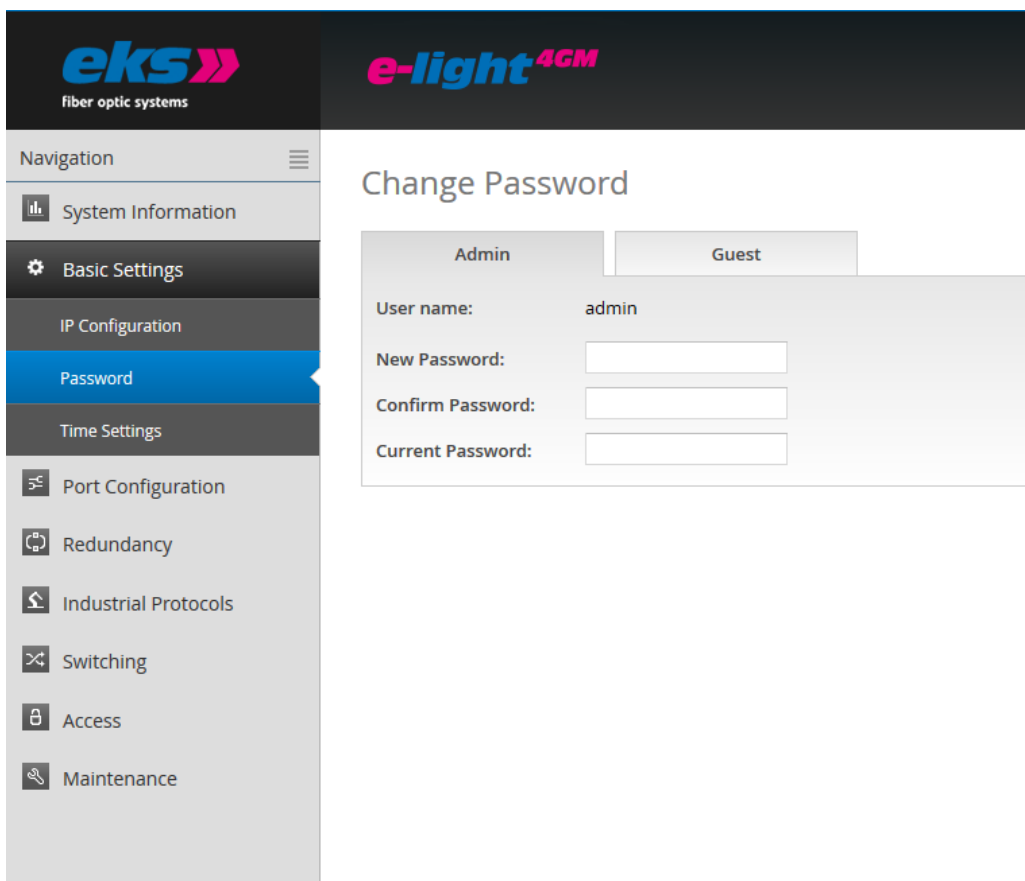 eks
fiber optic systems
e-light 4GM
Navigation
System Information
Basic Settings
IP Configuration
Password
Time Settings
Port Configuration
Redundancy
Industrial Protocols
Switching
Access
Maintenance
Change Password
Admin
Guest
User name: admin
New Password:
Confirm Password:
Current Password: